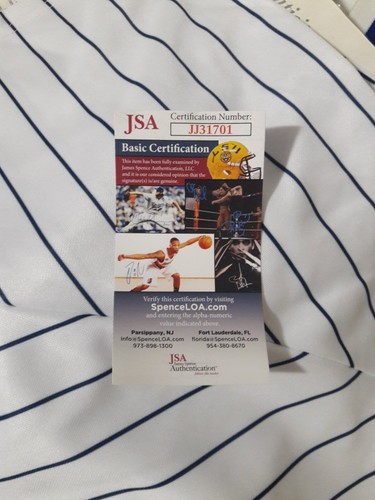 JSA
Certification Number:
JJ31701
Basic Certification
This item has been fully examined by
James Spence Authentication, LLC
and it is our considered opinion that the
signature(s) is/are genuine
Verify this certification by visiting
SpenceLOA.com
and entering the alpha-numeric
value indicated above
Parsippany, NJ
info@SpenceLOA.com
973-898-1300
Fort Lauderdale, FL
florida@SpenceLOA.com
954-380-8670
JSA
James Spence
Authentication